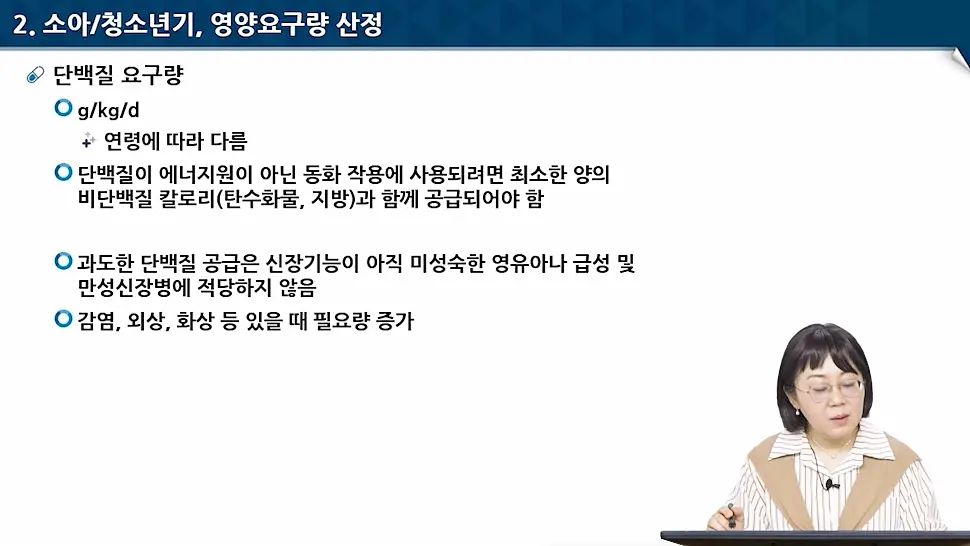 2. 소아/청소년기, 영양요구량 산정
단백질 요구량
g/kg/d
연령에 따라 다름
단백질이 에너지원이 아닌 동화 작용에 사용되려면 최소한 양의
비단백질 칼로리(탄수화물, 지방)과 함께 공급되어야 함
과도한 단백질 공급은 신장기능이 아직 미성숙한 영유아나 급성 및
만성신장병에 적당하지 않음
감염, 외상, 화상 등 있을 때 필요량 증가